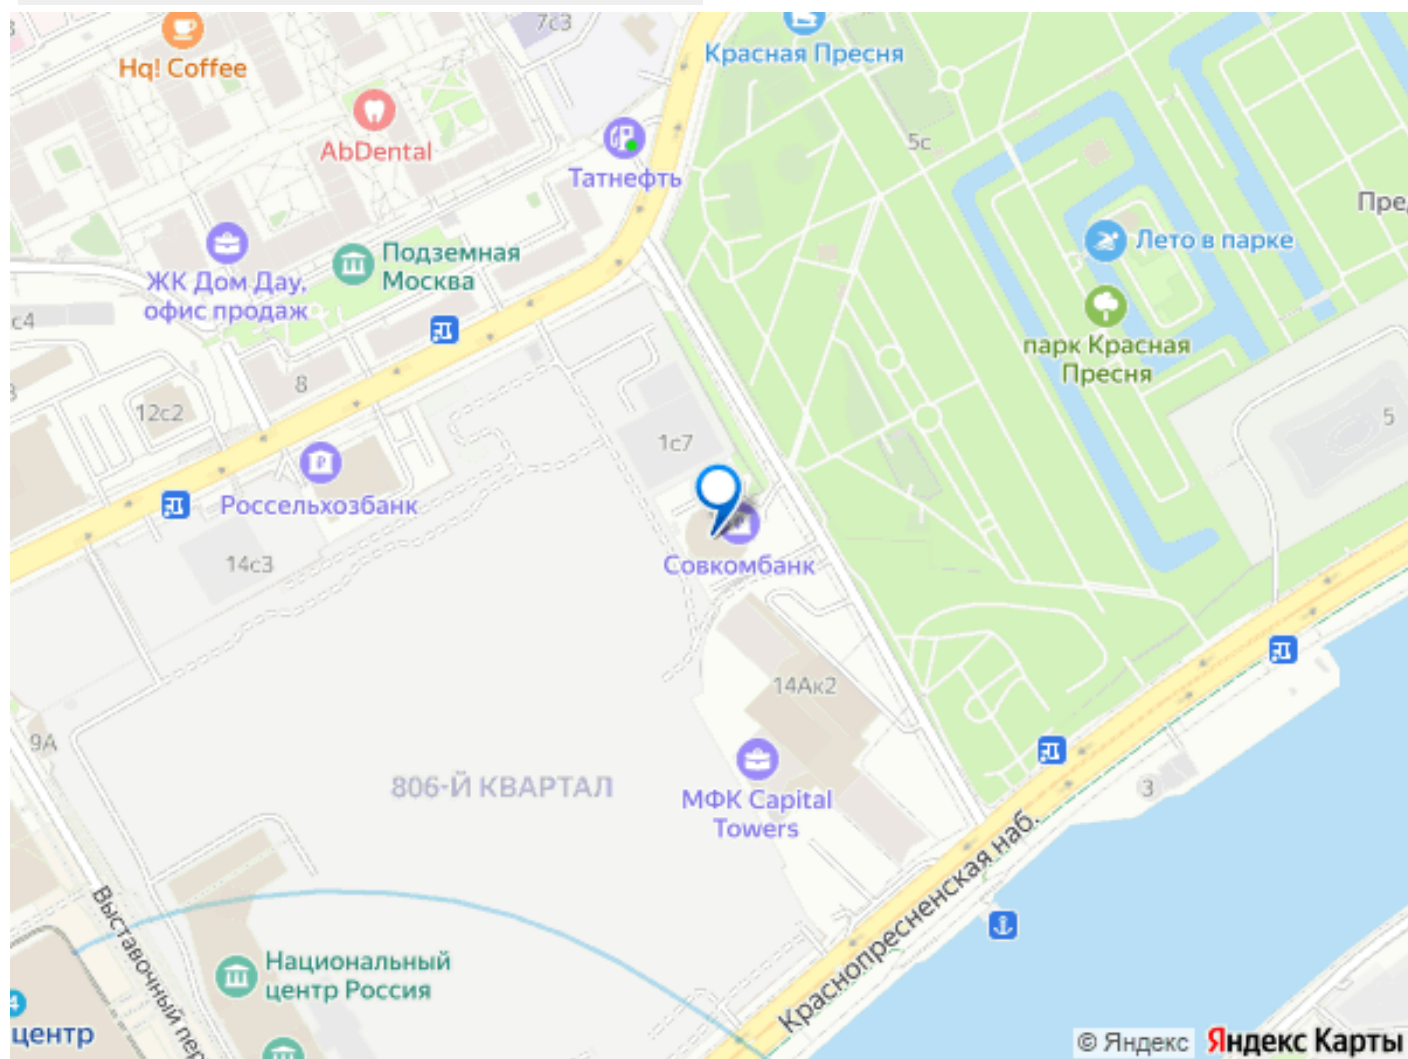 7с3
Красная Пресня
Hq! Coffee
AbDental
5с
Татнефть
Пред
Лето в парке
Подземная
Москва
ЖК Дом Дау,
офис продаж
с4
парк Красная
Пресня
8
12с2
5
1с7
Россельхозбанк
14с3
Совкомбанк
14Ак2
9А
806-Й КВАРТАЛ
МФК Capital
Towers
3
Краснопресненская наб.
Выставочный пер
Национальный
центр Россия
4
центр
© Яндекс
Яндекс Карты